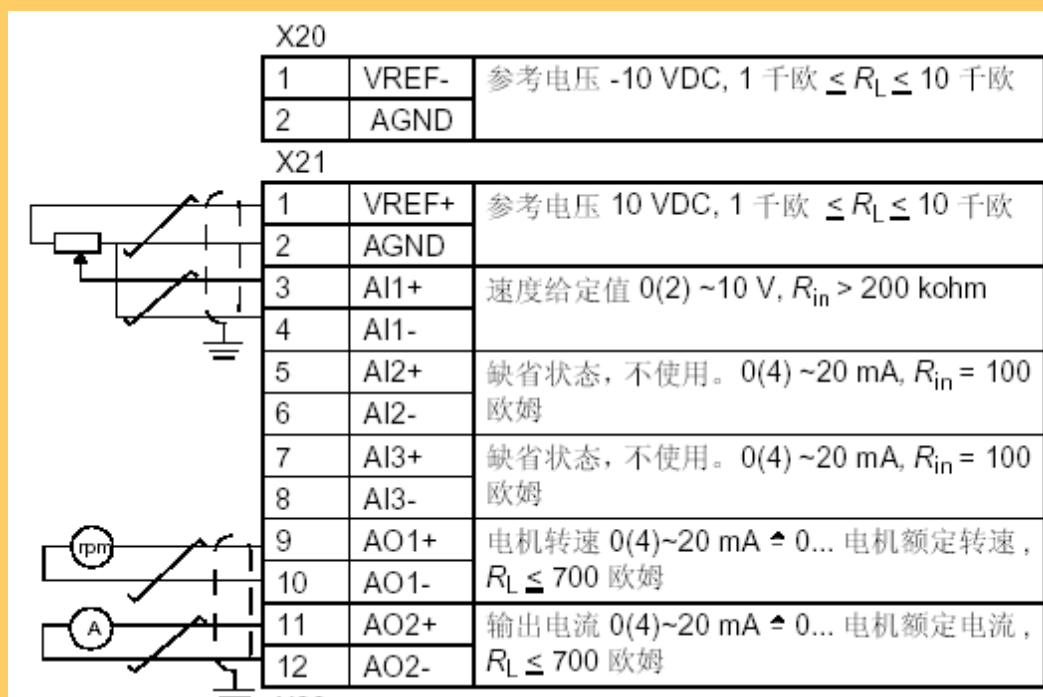 X20
1 VREF- 参考电压 -10 VDC, 1 千欧 ≤ RL ≤ 10 千欧
2 AGND
X21
1 VREF+ 参考电压 10 VDC, 1 千欧 ≤ RL ≤ 10 千欧
2 AGND
3 AI1+ 速度给定值 0(2) ~10 V, Rin > 200 kohm
4 AI1-
5 AI2+ 缺省状态，不使用。0(4) ~20 mA, Rin = 100
6 AI2- 欧姆
7 AI3+ 缺省状态，不使用。0(4) ~20 mA, Rin = 100
8 AI3- 欧姆
rpm
9 AO1+ 电机转速 0(4)~20 mA ≙ 0... 电机额定转速 ,
10 AO1- RL ≤ 700 欧姆
A
11 AO2+ 输出电流 0(4)~20 mA ≙ 0... 电机额定电流 ,
12 AO2- RL ≤ 700 欧姆